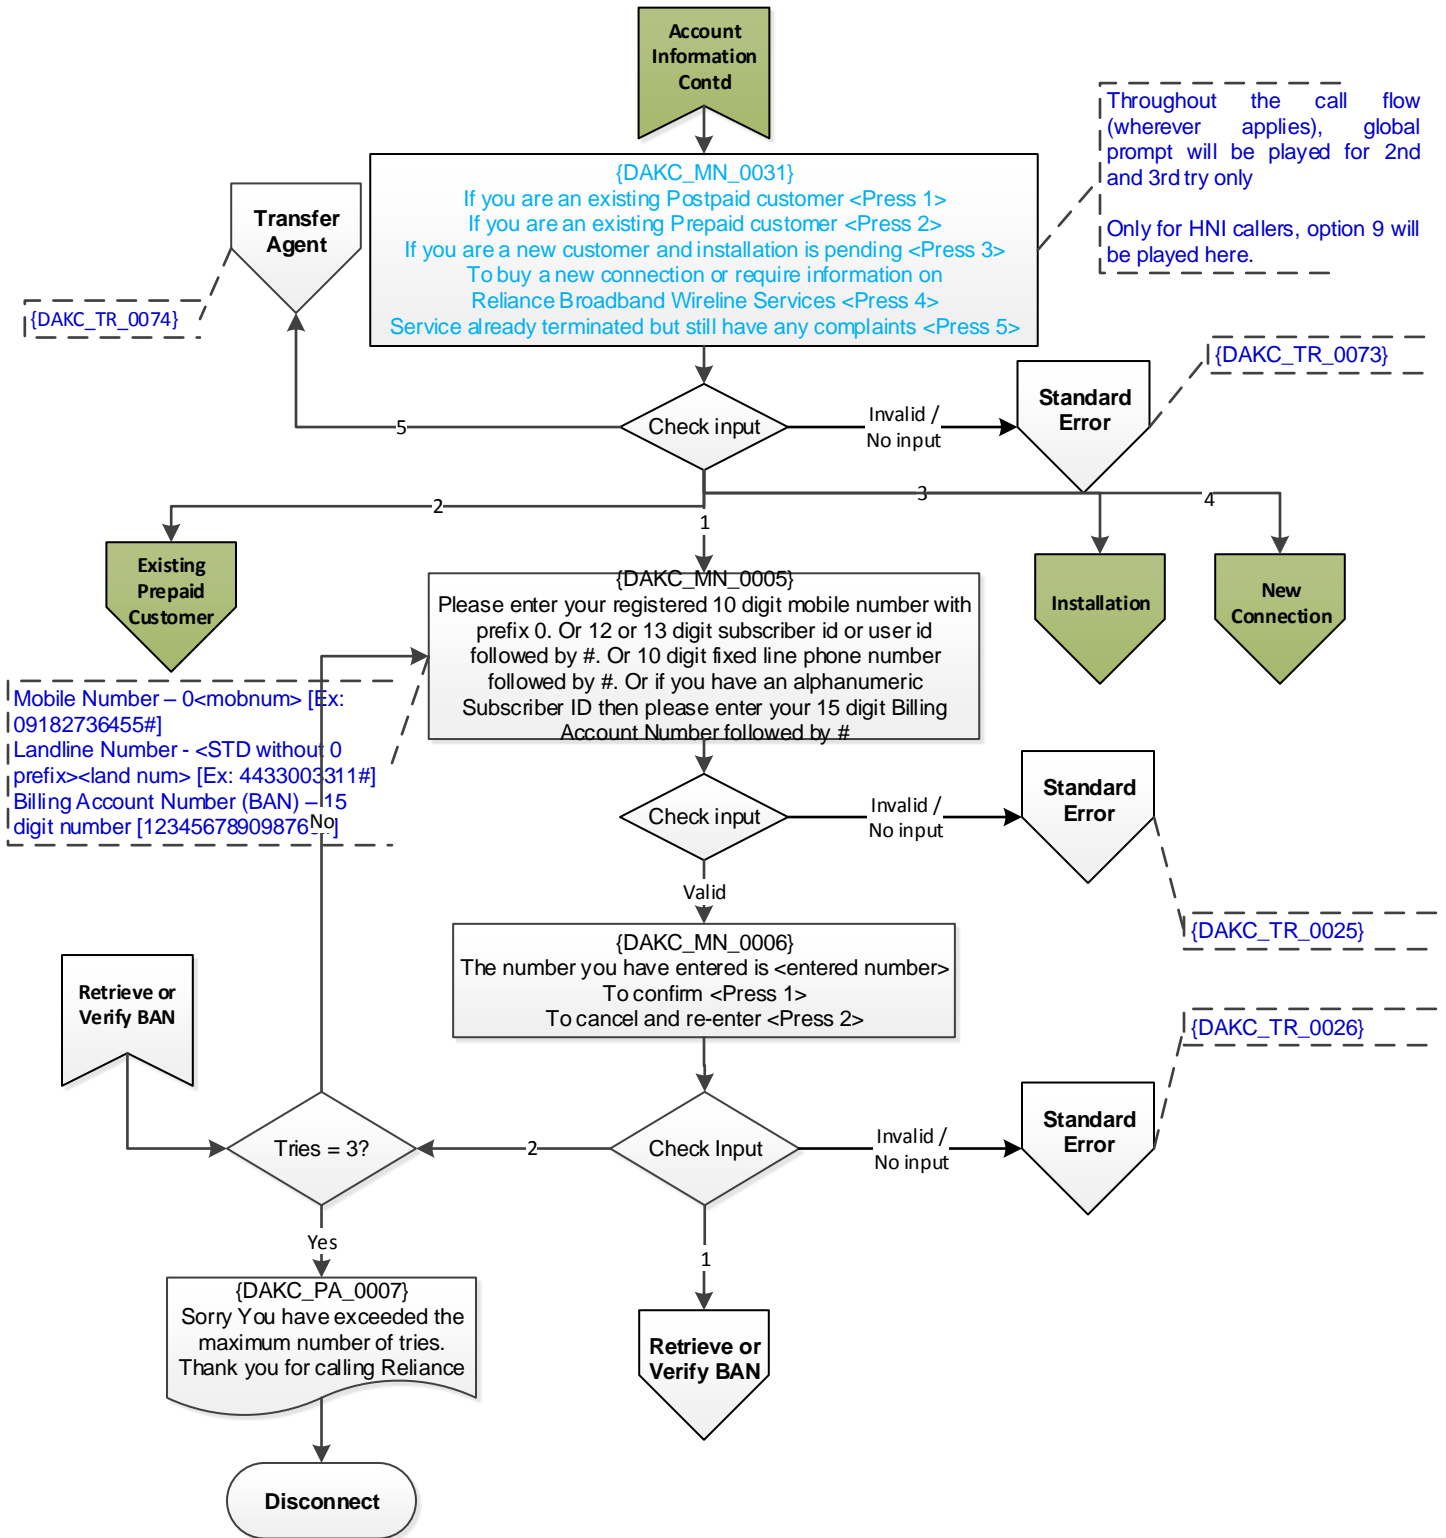 Account
Information
Contd
Throughout the call flow
(wherever applies), global
prompt will be played for 2nd
and 3rd try only
Only for HNI callers, option 9 will
be played here.
{DAKC_MN_0031}
If you are an existing Postpaid customer <Press 1>
If you are an existing Prepaid customer <Press 2>
If you are a new customer and installation is pending <Press 3>
To buy a new connection or require information on
Reliance Broadband Wireline Services <Press 4>
Service already terminated but still have any complaints <Press 5>
Transfer
Agent
{DAKC_TR_0074}
{DAKC_TR_0073}
Check input
5
Invalid /
No input
Standard
Error
2
1
3
4
Existing
Prepaid
Customer
Installation
New
Connection
{DAKC_MN_0005}
Please enter your registered 10 digit mobile number with
prefix 0. Or 12 or 13 digit subscriber id or user id
followed by #. Or 10 digit fixed line phone number
followed by #. Or if you have an alphanumeric
Subscriber ID then please enter your 15 digit Billing
Account Number followed by #
Mobile Number – 0<mobnum> [Ex:
09182736455#]
Landline Number - <STD without 0
prefix><land num> [Ex: 4433003311#]
Billing Account Number (BAN) – 15
digit number
No
Check input
Invalid /
No input
Standard
Error
Valid
{DAKC_TR_0025}
{DAKC_MN_0006}
The number you have entered is <entered number>
To confirm <Press 1>
To cancel and re-enter <Press 2>
Retrieve or
Verify BAN
{DAKC_TR_0026}
Tries = 3?
2
Check Input
Invalid /
No input
Standard
Error
Yes
1
{DAKC_PA_0007}
Sorry You have exceeded the
maximum number of tries.
Thank you for calling Reliance
Retrieve or
Verify BAN
Disconnect